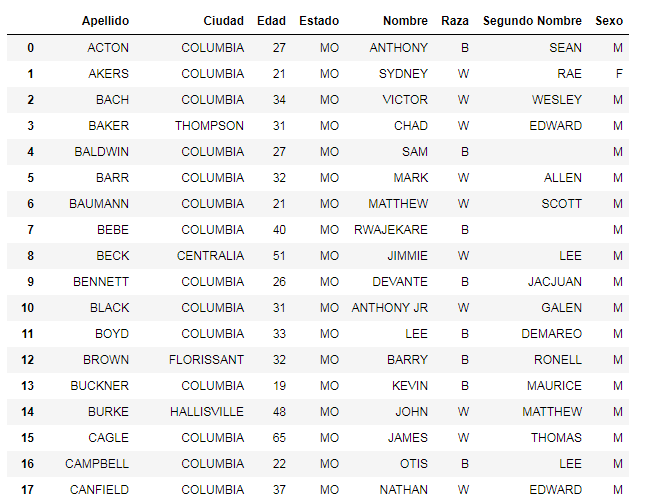 Apellido Ciudad Edad Estado Nombre Raza Segundo Nombre Sexo
0 ACTON COLUMBIA 27 MO ANTHONY B SEAN M
1 AKERS COLUMBIA 21 MO SYDNEY W RAE F
2 BACH COLUMBIA 34 MO VICTOR W WESLEY M
3 BAKER THOMPSON 31 MO CHAD W EDWARD M
4 BALDWIN COLUMBIA 27 MO SAM B M
5 BARR COLUMBIA 32 MO MARK W ALLEN M
6 BAUMANN COLUMBIA 21 MO MATTHEW W SCOTT M
7 BEBE COLUMBIA 40 MO RWAJEKARE B M
8 BECK CENTRALIA 51 MO JIMMIE W LEE M
9 BENNETT COLUMBIA 26 MO DEVANTE B JACJUAN M
10 BLACK COLUMBIA 31 MO ANTHONY JR W GALEN M
11 BOYD COLUMBIA 33 MO LEE B DEMAREO M
12 BROWN FLORISSANT 32 MO BARRY B RONELL M
13 BUCKNER COLUMBIA 19 MO KEVIN B MAURICE M
14 BURKE HALLISVILLE 48 MO JOHN W MATTHEW M
15 CAGLE COLUMBIA 65 MO JAMES W THOMAS M
16 CAMPBELL COLUMBIA 22 MO OTIS B LEE M
17 CANFIELD COLUMBIA 37 MO NATHAN W EDWARD M